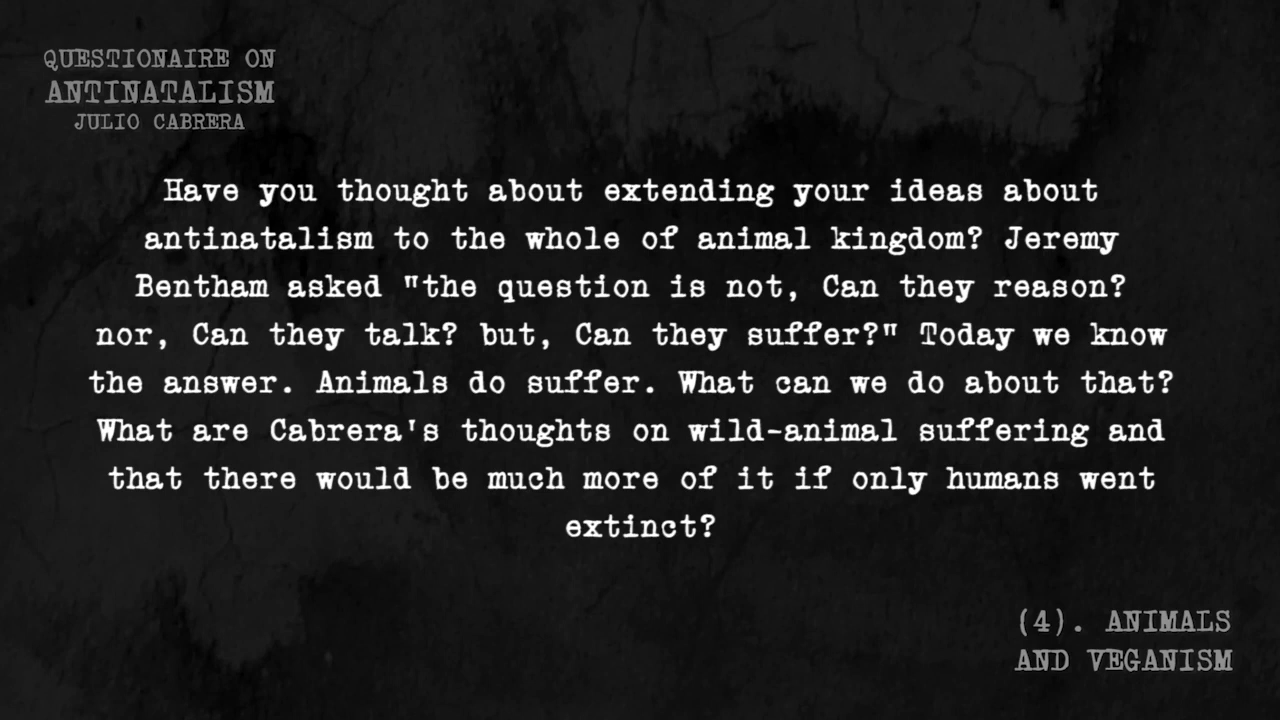 QUESTIONAIRE ON
ANTINATALISM
JULIO CABRERA
Have you thought about extending your ideas about
antinatalism to the whole of animal kingdom? Jeremy
Bentham asked "the question is not, Can they reason?
nor, Can they talk? but, Can they suffer?" Today we know
the answer. Animals do suffer. What can we do about that?
What are Cabrera's thoughts on wild-animal suffering and
that there would be much more of it if only humans went
extinct?
(4). ANIMALS
AND VEGANISM